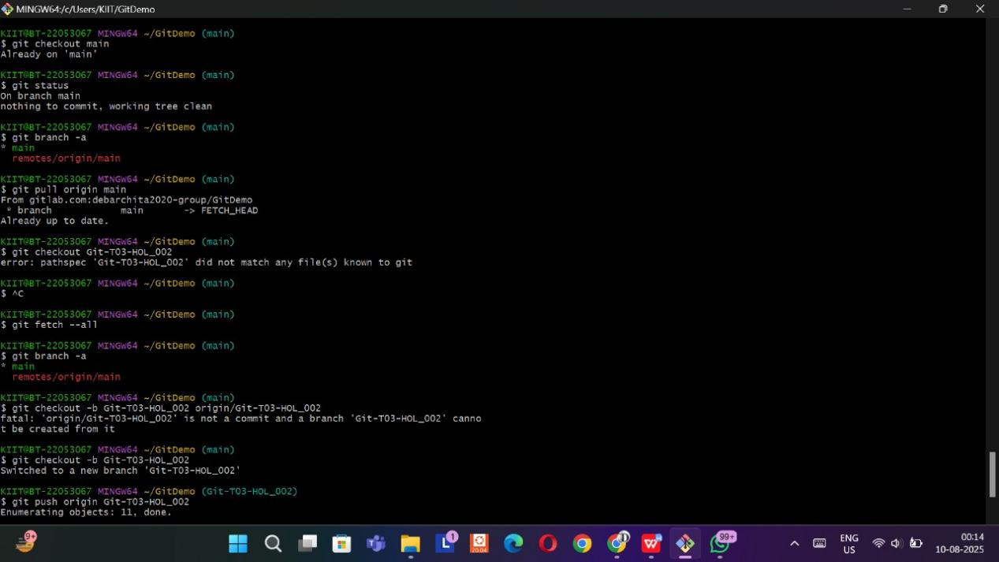 MINGW64:/c/Users/KIIT/GitDemo
KIIT@BT-22053067 MINGW64 ~/GitDemo (main)
$ git checkout main
Already on 'main'
KIIT@BT-22053067 MINGW64 ~/GitDemo (main)
$ git status
On branch main
nothing to commit, working tree clean
KIIT@BT-22053067 MINGW64 ~/GitDemo (main)
$ git branch -a
* main
  remotes/origin/main
KIIT@BT-22053067 MINGW64 ~/GitDemo (main)
$ git pull origin main
From gitlab.com:debarchita2020-group/GitDemo
 * branch            main       -> FETCH_HEAD
Already up to date.
KIIT@BT-22053067 MINGW64 ~/GitDemo (main)
$ git checkout Git-T03-HOL_002
error: pathspec 'Git-T03-HOL_002' did not match any file(s) known to git
KIIT@BT-22053067 MINGW64 ~/GitDemo (main)
$ ^C
KIIT@BT-22053067 MINGW64 ~/GitDemo (main)
$ git fetch --all
KIIT@BT-22053067 MINGW64 ~/GitDemo (main)
$ git branch -a
* main
  remotes/origin/main
KIIT@BT-22053067 MINGW64 ~/GitDemo (main)
$ git checkout -b Git-T03-HOL_002 origin/Git-T03-HOL_002
fatal: 'origin/Git-T03-HOL_002' is not a commit and a branch 'Git-T03-HOL_002' canno
t be created from it
KIIT@BT-22053067 MINGW64 ~/GitDemo (main)
$ git checkout -b Git-T03-HOL_002
Switched to a new branch 'Git-T03-HOL_002'
KIIT@BT-22053067 MINGW64 ~/GitDemo (Git-T03-HOL_002)
$ git push origin Git-T03-HOL_002
Enumerating objects: 11, done.
9+
L 1
20.04
99+
ENG
US
00:14
10-08-2025